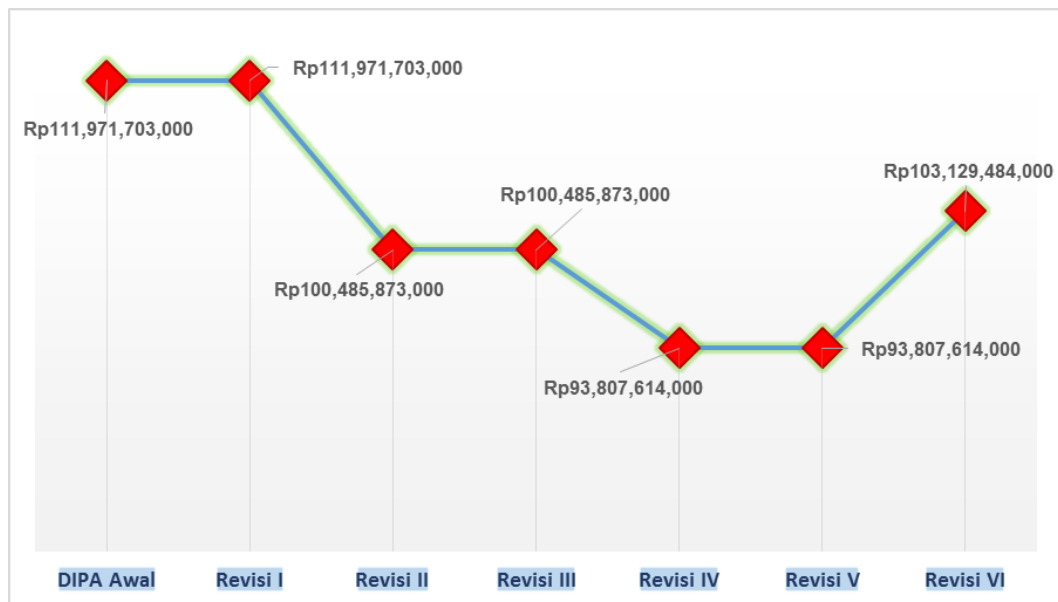 Rp111,971,703,000
Rp111,971,703,000
Rp103,129,484,000
Rp100,485,873,000
Rp100,485,873,000
Rp93,807,614,000
Rp93,807,614,000
DIPA Awal
Revisi I
Revisi II
Revisi III
Revisi IV
Revisi V
Revisi VI